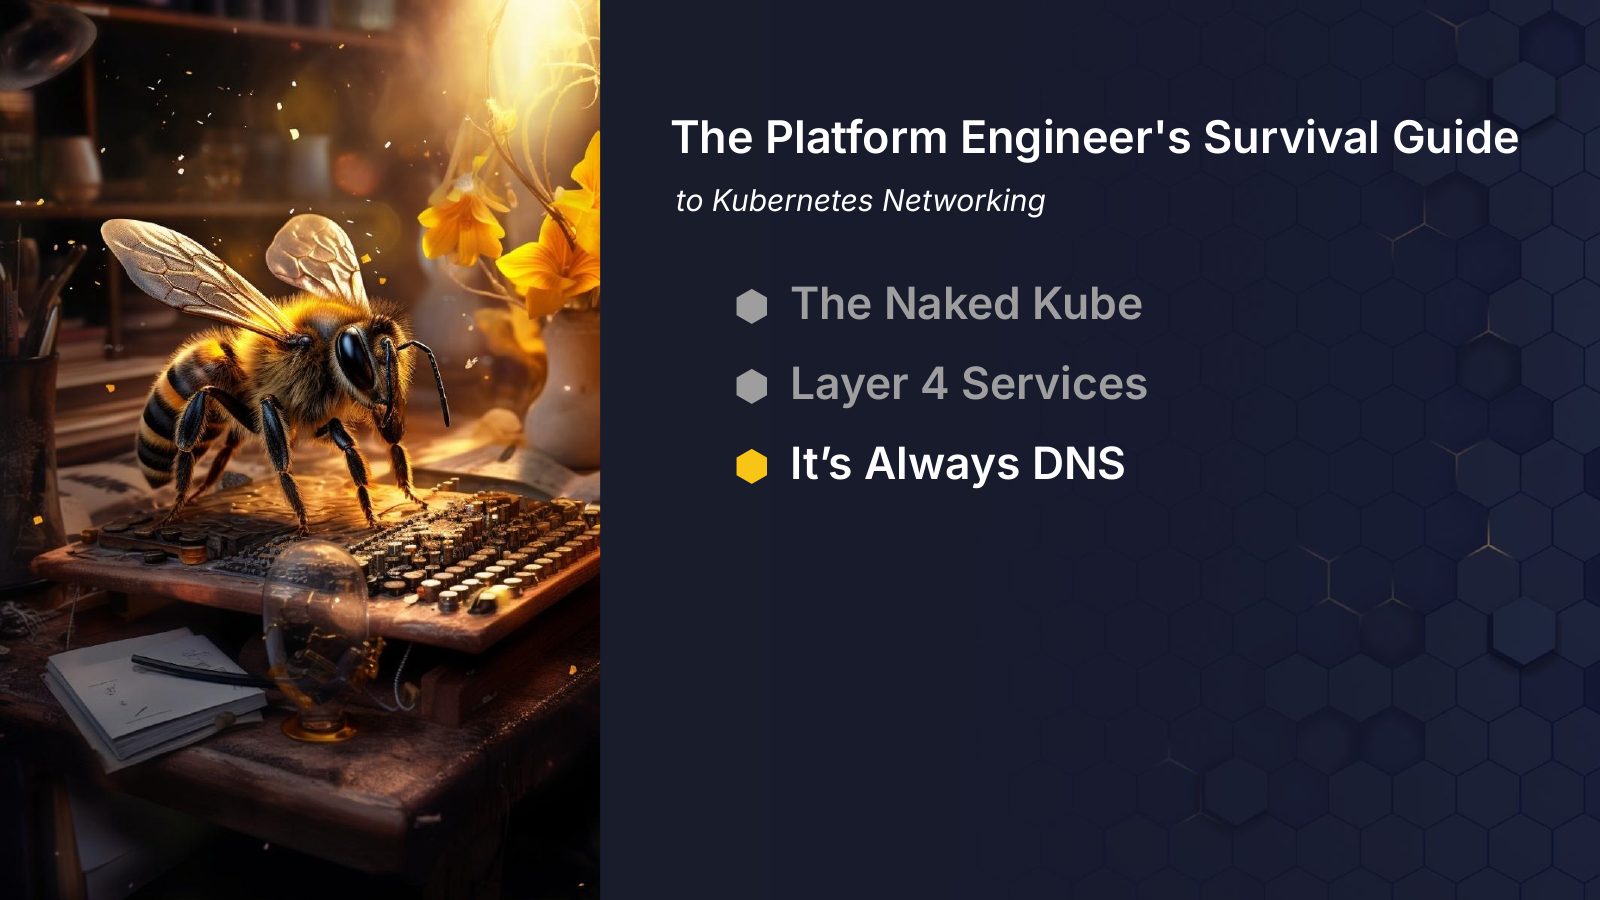 The Platform Engineer's Survival Guide
to Kubernetes Networking
The Naked Kube
Layer 4 Services
It’s Always DNS